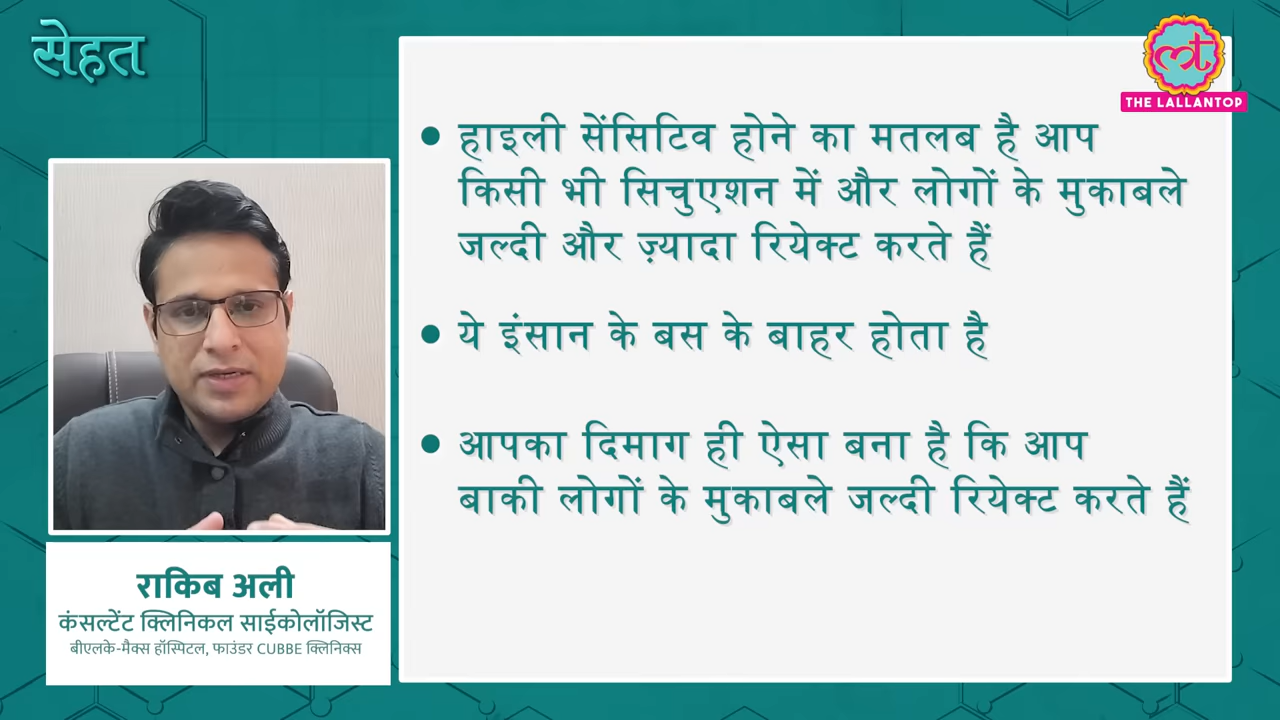 सेहत
THE LALLANTOP
• हाइली सेंसिटिव होने का मतलब है आप
किसी भी सिचुएशन में और लोगों के मुकाबले
जल्दी और ज़्यादा रियेक्ट करते हैं
• ये इंसान के बस के बाहर होता है
• आपका दिमाग ही ऐसा बना है कि आप
बाकी लोगों के मुकाबले जल्दी रियेक्ट करते हैं
राकिब अली
कंसल्टेंट क्लिनिकल साईकोलॉजिस्ट
बीएलके-मैक्स हॉस्पिटल, फाउंडर CUBBE क्लिनिक्स